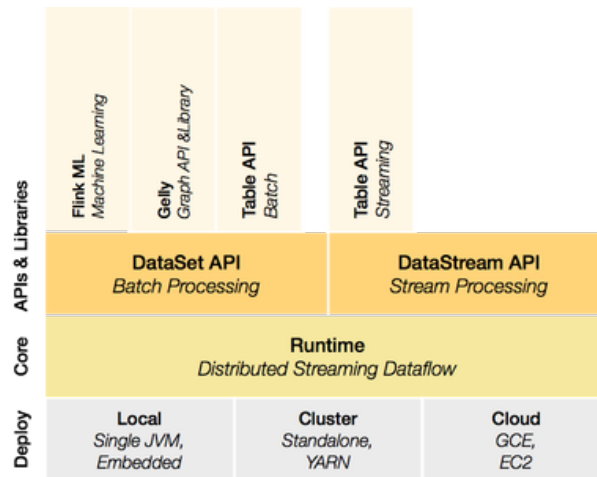 Flink ML
Machine Learning
Gelly
Graph API &Library
Table API
Batch
Table API
Streaming
APIs & Libraries
DataSet API
Batch Processing
DataStream API
Stream Processing
Core
Runtime
Distributed Streaming Dataflow
Deploy
Local
Single JVM,
Embedded
Cluster
Standalone,
YARN
Cloud
GCE,
EC2